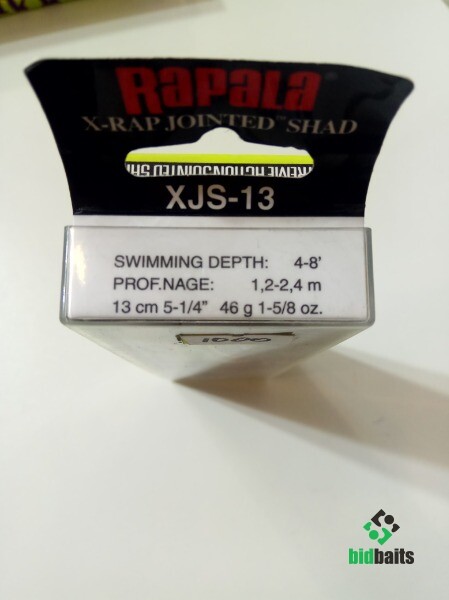 Rapala
X-RAP JOINTED™ SHAD
XJS-13
SWIMMING DEPTH: 4-8'
PROF.NAGE: 1,2-2,4 m
13 cm 5-1/4" 46 g 1-5/8 oz.
bidbaits